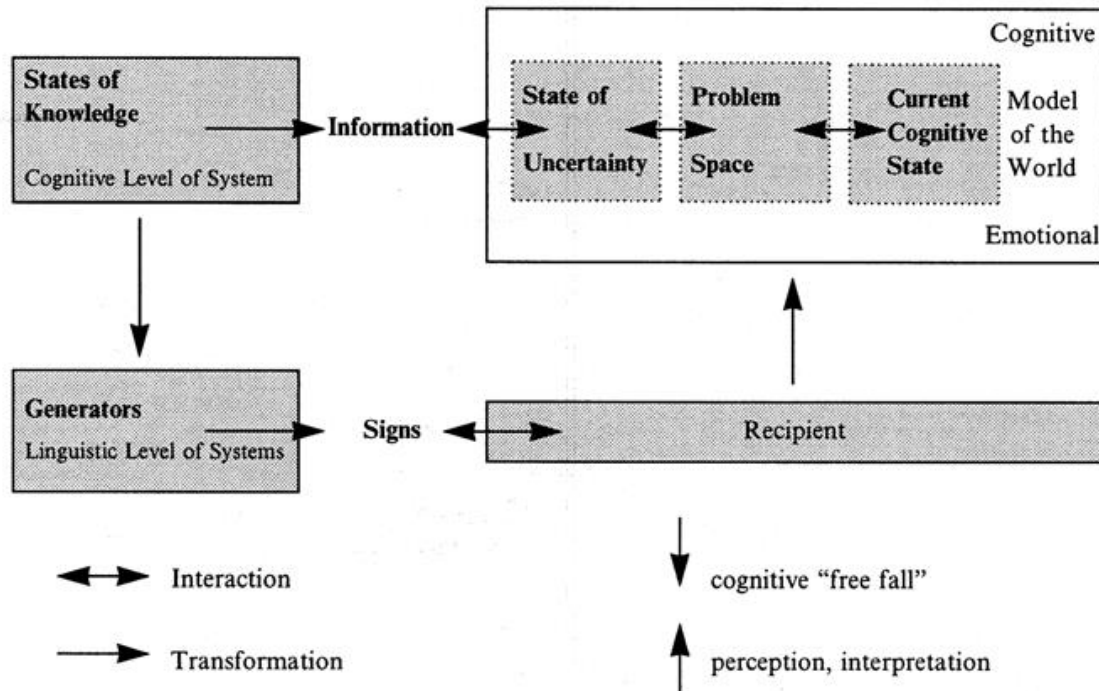 Cognitive
States of
Knowledge
Cognitive Level of System
Information
State of
Uncertainty
Problem
Space
Current
Cognitive
State
Model
of the
World
Emotional
Generators
Linguistic Level of Systems
Signs
Recipient
Interaction
cognitive “free fall”
Transformation
perception, interpretation